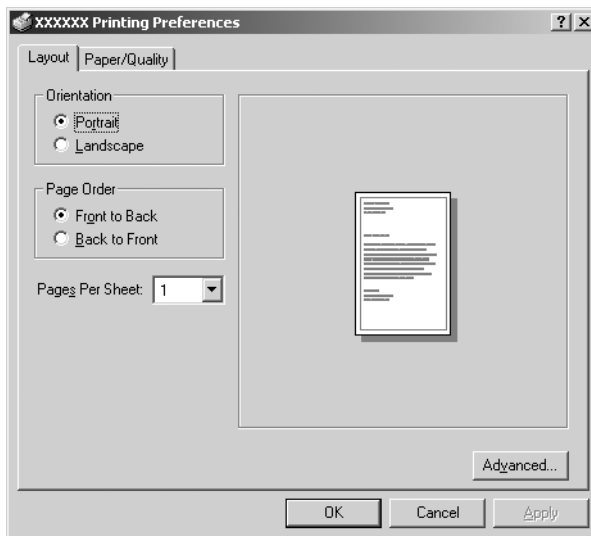 XXXXXX Printing Preferences
Layout
Paper/Quality
Orientation
Portrait
Landscape
Page Order
Front to Back
Back to Front
Pages Per Sheet: 1
Advanced...
OK
Cancel
Apply